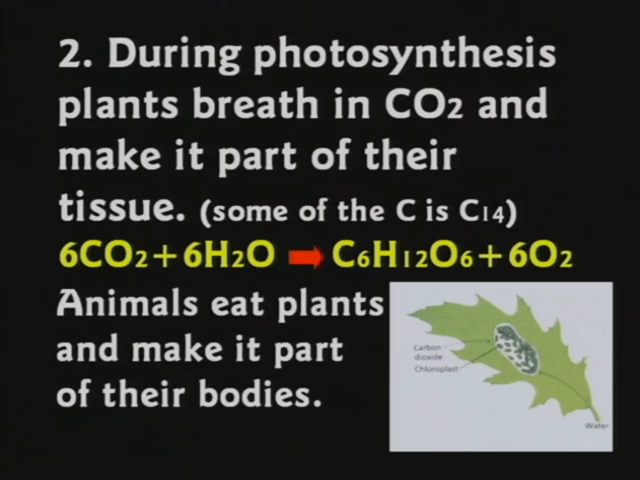 2. During photosynthesis
plants breath in CO2 and
make it part of their
tissue. (some of the C is C14)
6CO2+6H2O ➡ C6H12O6+6O2
Animals eat plants
and make it part
of their bodies.
Carbon
dioxide
Chloroplast
Water